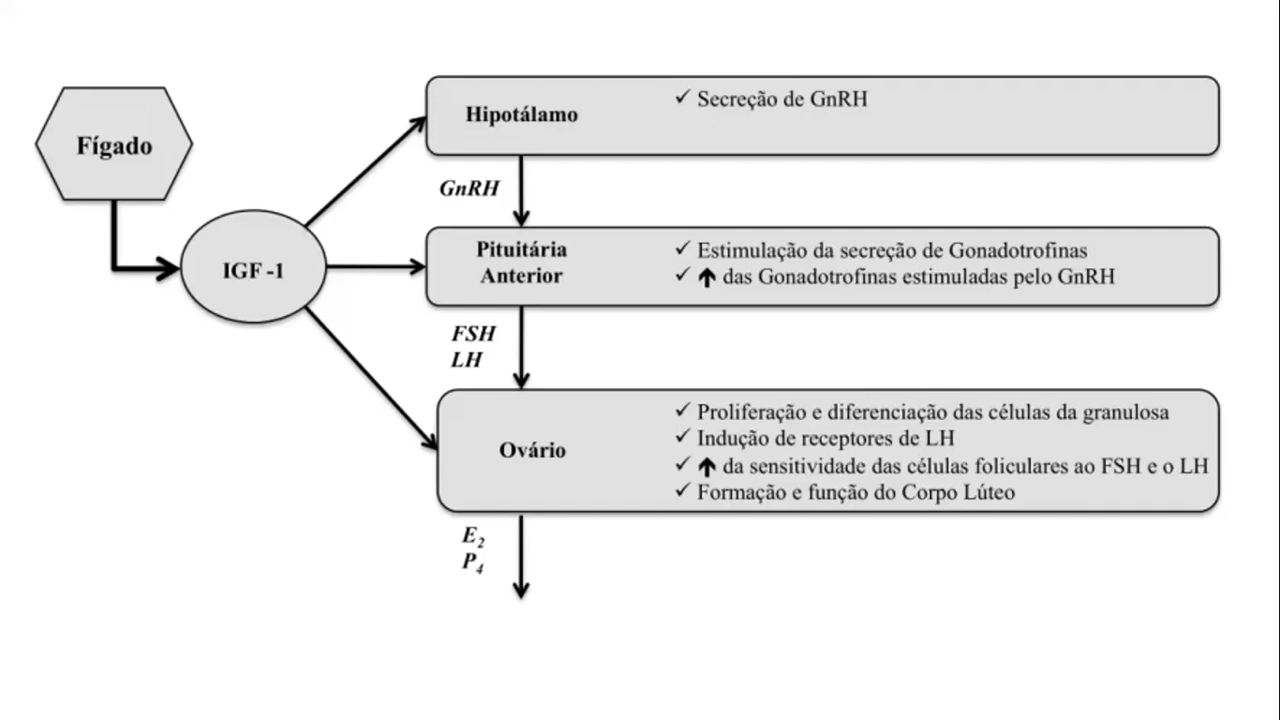 Fígado
IGF -1
Hipotálamo
✓ Secreção de GnRH
GnRH
Pituitária
Anterior
✓ Estimulação da secreção de Gonadotrofinas
✓ ↑ das Gonadotrofinas estimuladas pelo GnRH
FSH
LH
Ovário
✓ Proliferação e diferenciação das células da granulosa
✓ Indução de receptores de LH
✓ ↑ da sensitividade das células foliculares ao FSH e o LH
✓ Formação e função do Corpo Lúteo
E2
P4